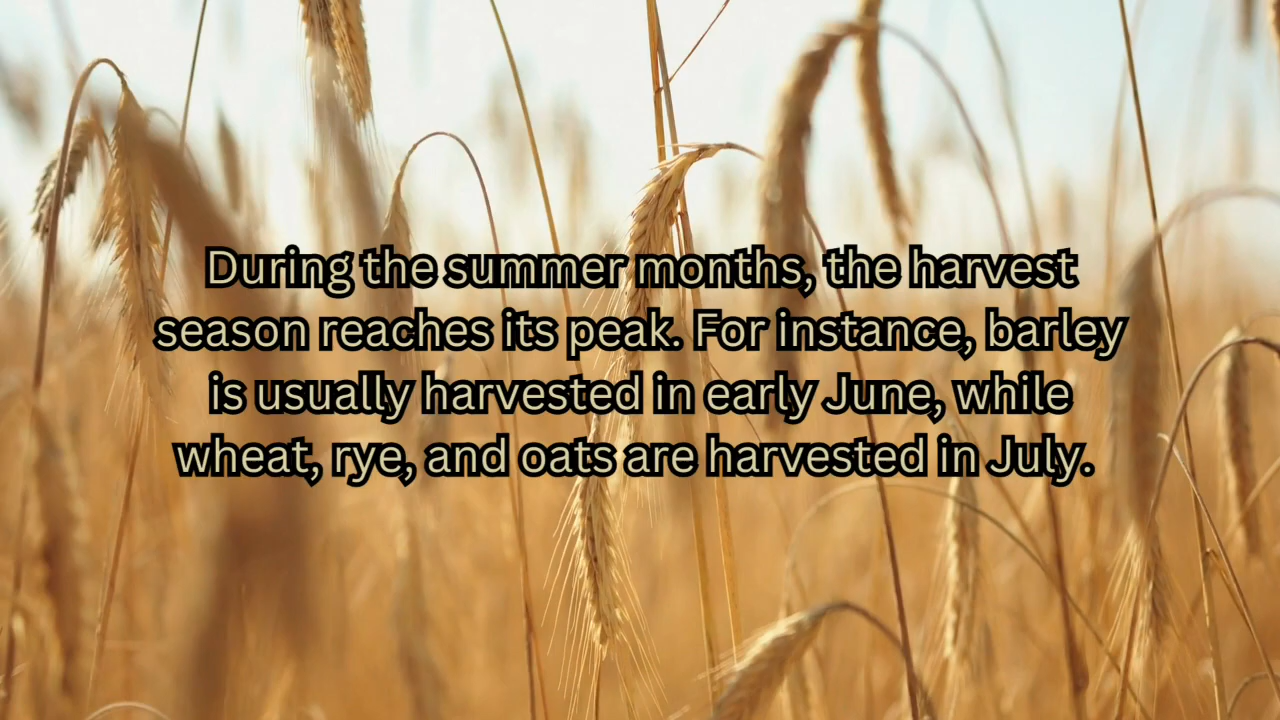 During the summer months, the harvest
season reaches its peak. For instance, barley
is usually harvested in early June, while
wheat, rye, and oats are harvested in July.